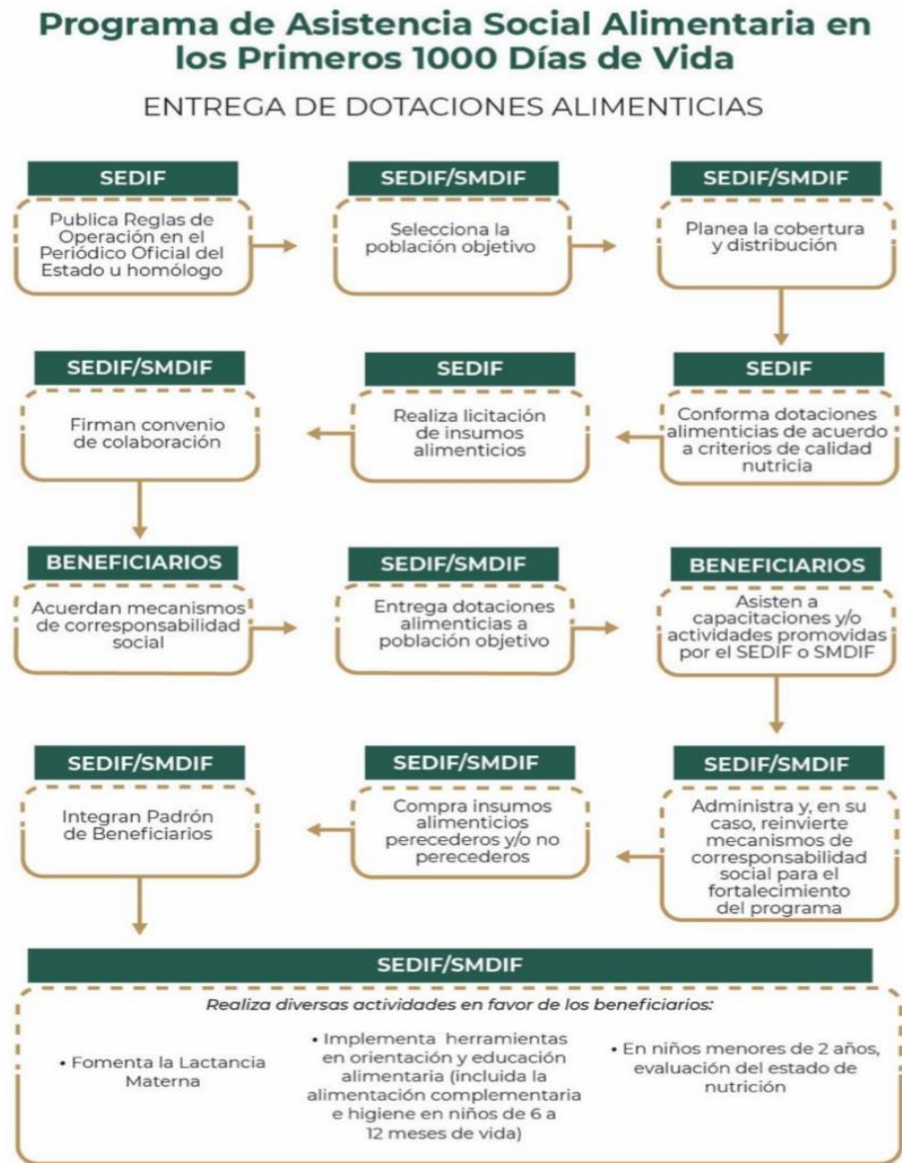 Programa de Asistencia Social Alimentaria en
los Primeros 1000 Días de Vida
ENTREGA DE DOTACIONES ALIMENTICIAS
SEDIF
Publica Reglas de
Operación en el
Periódico Oficial del
Estado u homólogo
SEDIF/SMDIF
Selecciona la
población objetivo
SEDIF/SMDIF
Planea la cobertura
y distribución
SEDIF
Conforma dotaciones
alimenticias de acuerdo
a criterios de calidad
nutricia
SEDIF
Realiza licitación
de insumos
alimenticios
SEDIF/SMDIF
Firman convenio
de colaboración
BENEFICIARIOS
Acuerdan mecanismos
de corresponsabilidad
social
SEDIF/SMDIF
Entrega dotaciones
alimenticias a
población objetivo
BENEFICIARIOS
Asisten a
capacitaciones y/o
actividades promovidas
por el SEDIF o SMDIF
SEDIF/SMDIF
Administra y, en su
caso, reinvierte
mecanismos de
corresponsabilidad
social para el
fortalecimiento
del programa
SEDIF/SMDIF
Compra insumos
alimenticios
perecederos y/o no
perecederos
SEDIF/SMDIF
Integran Padrón
de Beneficiarios
SEDIF/SMDIF
Realiza diversas actividades en favor de los beneficiarios:
• Fomenta la Lactancia
Materna
• Implementa herramientas
en orientación y educación
alimentaria (incluida la
alimentación complementaria
e higiene en niños de 6 a
12 meses de vida)
• En niños menores de 2 años,
evaluación del estado de
nutrición